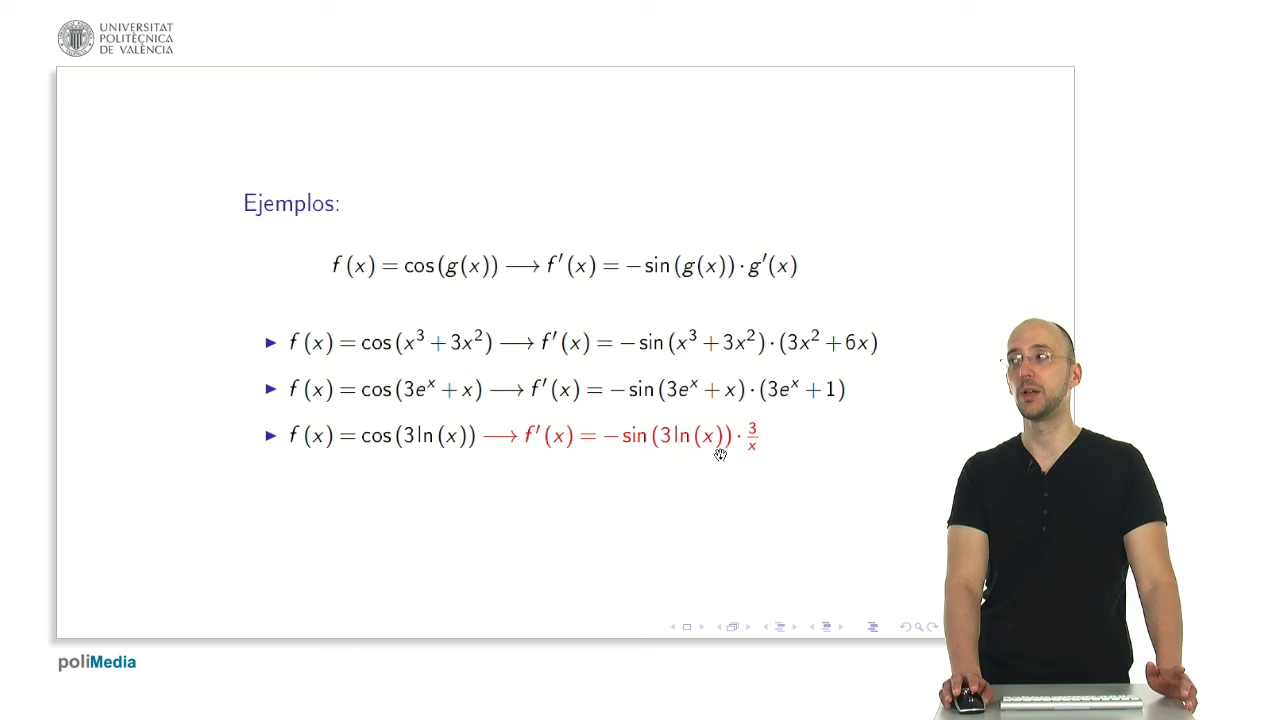 UNIVERSITAT
POLITÈCNICA
DE VALÈNCIA
Ejemplos:
f (x) = cos (g(x)) ⟶ f′ (x) = − sin (g(x)) · g′(x)
▶ f (x) = cos (x³ + 3x²) ⟶ f′ (x) = − sin (x³ + 3x²) · (3x² + 6x)
▶ f (x) = cos (3eˣ + x) ⟶ f′ (x) = − sin (3eˣ + x) · (3eˣ + 1)
▶ f (x) = cos (3 ln (x)) ⟶ f′ (x) = − sin (3 ln (x)) · 3/x
poliMedia